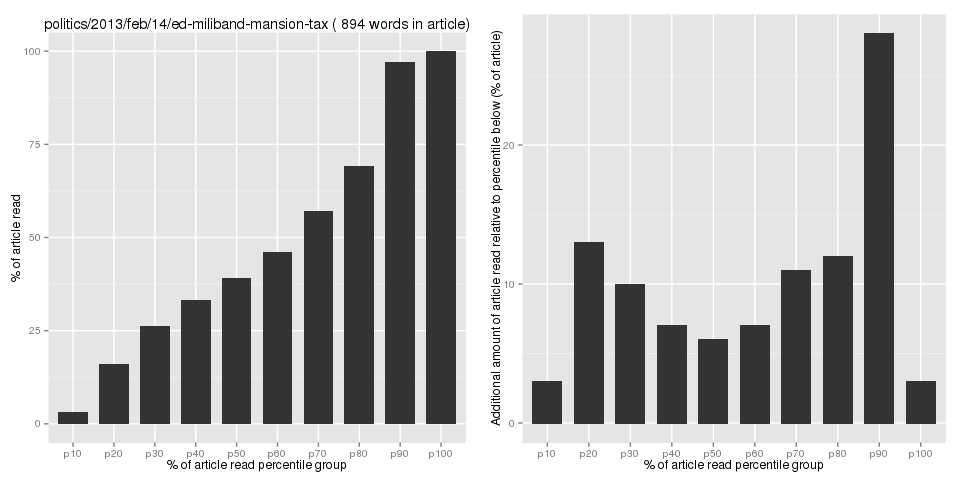 politics/2013/feb/14/ed-miliband-mansion-tax ( 894 words in article)
% of article read
100
75
50
25
0
p10 p20 p30 p40 p50 p60 p70 p80 p90 p100
% of article read percentile group
Additional amount of article read relative to percentile below (% of article)
20
10
0
p10 p20 p30 p40 p50 p60 p70 p80 p90 p100
% of article read percentile group